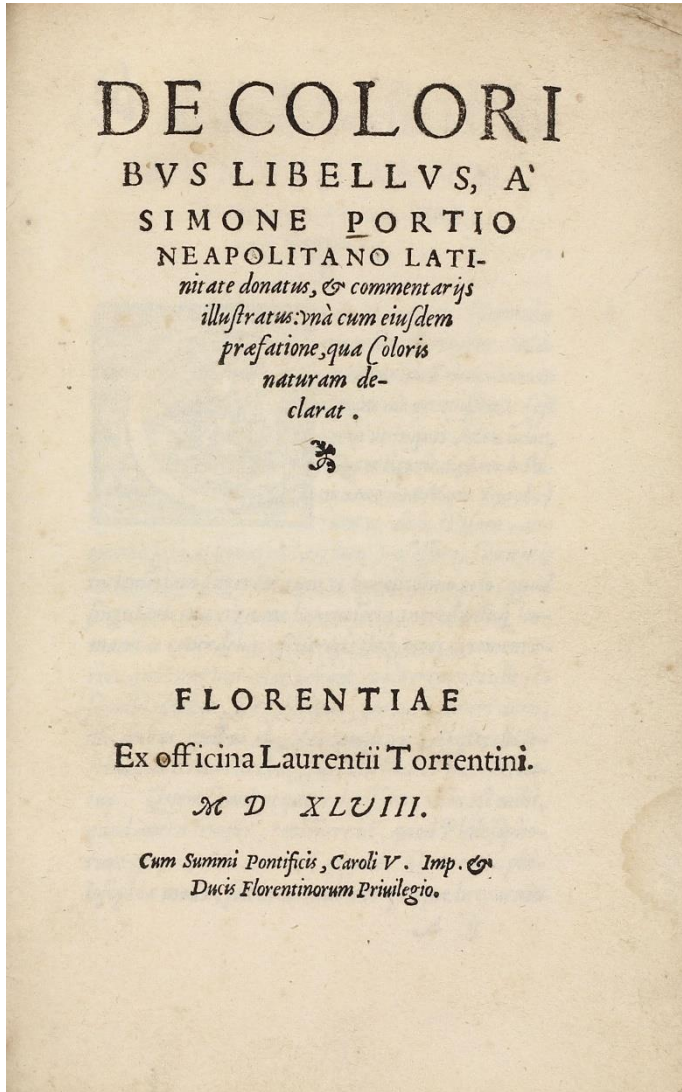 DE COLORI
BVS LIBELLVS, A'
SIMONE PORTIO
NEAPOLITANO LATI-
nitate donatus, & commentarijs
illuſtratus: vnà cum eiuſdem
præfatione, qua Coloris
naturam de-
clarat.
FLORENTIAE
Ex officina Laurentii Torrentini.
M D XLVIII.
Cum Summi Pontificis, Caroli V. Imp. &
Ducis Florentinorum Priuilegio.